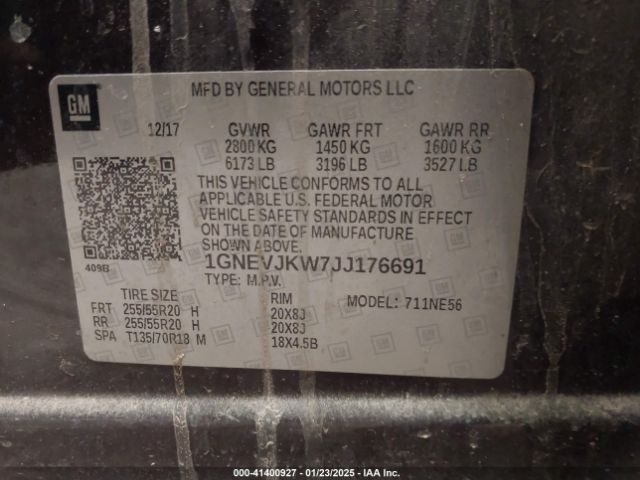 GM
MFD BY GENERAL MOTORS LLC
12/17 GVWR GAWR FRT GAWR RR
2800 KG 1450 KG 1600 KG
6173 LB 3196 LB 3527 LB
THIS VEHICLE CONFORMS TO ALL
APPLICABLE U.S. FEDERAL MOTOR
VEHICLE SAFETY STANDARDS IN EFFECT
ON THE DATE OF MANUFACTURE
SHOWN ABOVE.
409B
1GNEVJKW7JJ176691
TYPE: M.P.V.
TIRE SIZE RIM MODEL: 711NE56
FRT 255/55R20 H 20X8J
RR 255/55R20 H 20X8J
SPA T135/70R18 M 18X4.5B
00-41400927 - 01/23/2025 - IAA Inc.